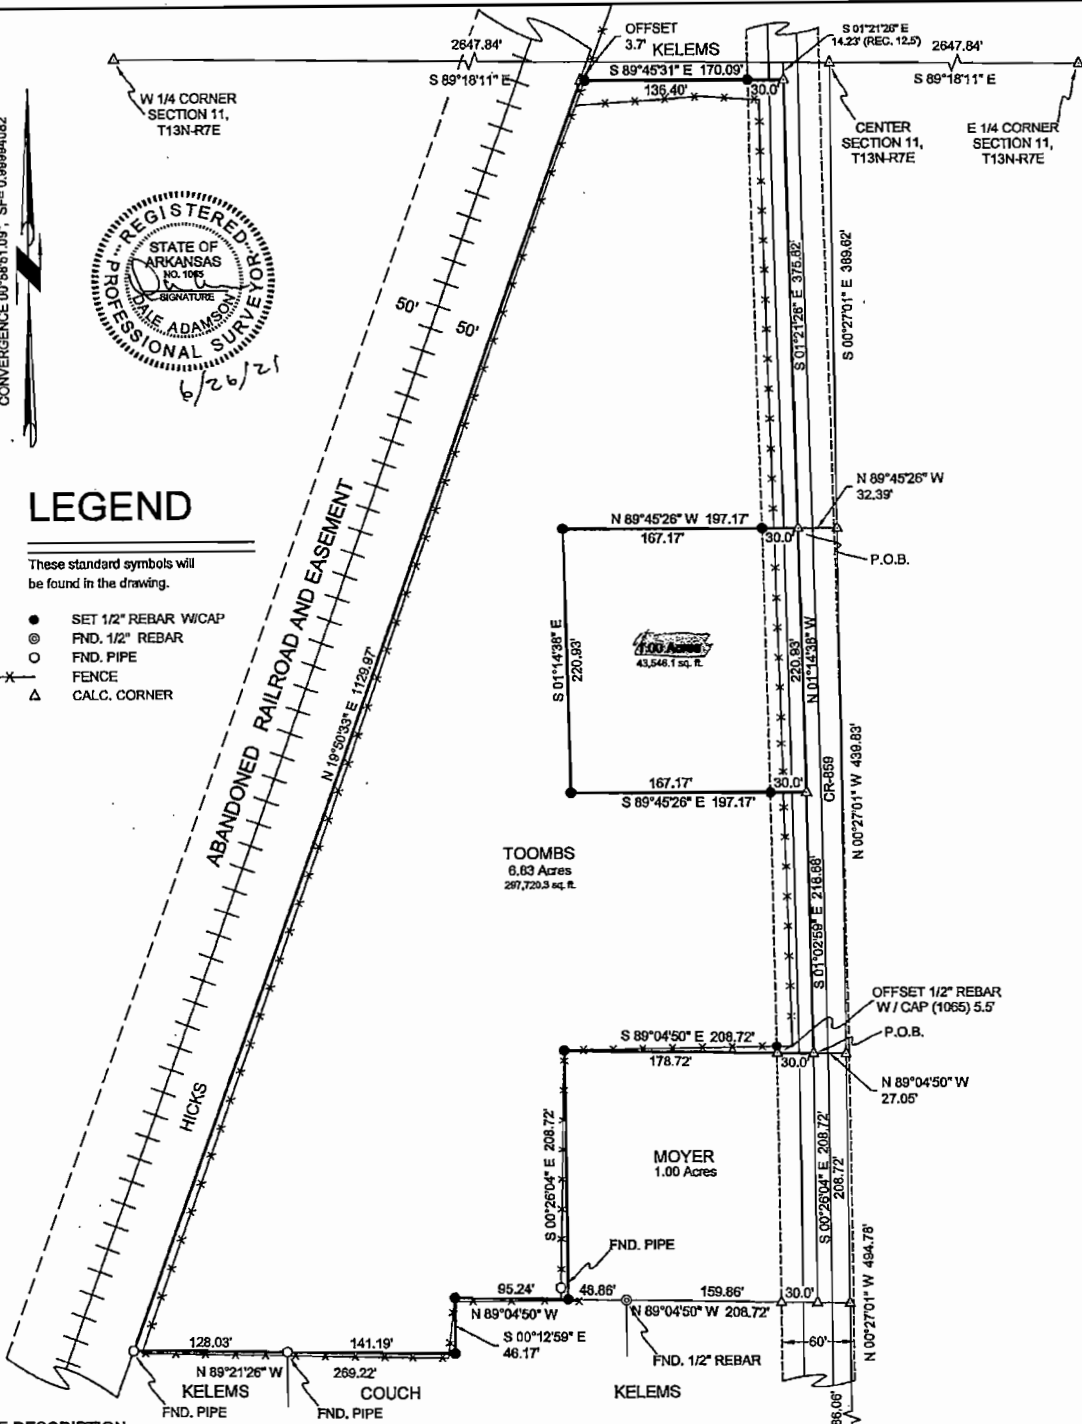 OFFSET
3.7'
KELEMS
S 01°21'26" E
14.23' (REC. 12.5)
2647.84'
S 89°18'11" E
S 89°45'31" E 170.09'
136.40'
30.0'
2647.84'
S 89°18'11" E
W 1/4 CORNER
SECTION 11,
T13N-R7E
CENTER
SECTION 11,
T13N-R7E
E 1/4 CORNER
SECTION 11,
T13N-R7E
REGISTERED
PROFESSIONAL SURVEYOR
STATE OF
ARKANSAS
NO. 1065
SIGNATURE
DALE ADAMSON
50'
50'
S 01°21'26" E 375.82'
S 00°27'01" E 389.62'
LEGEND
These standard symbols will
be found in the drawing.
SET 1/2" REBAR W/CAP
FND. 1/2" REBAR
FND. PIPE
FENCE
CALC. CORNER
ABANDONED RAILROAD AND EASEMENT
N 19°50'33" E 1129.97'
N 89°45'26" W
32.39'
N 89°45'26" W 197.17'
167.17'
30.0'
P.O.B.
S 01°14'38" E
220.93'
1.00 Acres
43,546.1 sq. ft.
220.93'
N 01°14'38" W
167.17'
30.0'
S 89°45'26" E 197.17'
CR-859
N 00°27'01" W 439.83'
TOOMBS
6.83 Acres
297,720.3 sq. ft.
S 01°02'59" E 218.68'
OFFSET 1/2" REBAR
W / CAP (1065) 5.5'
P.O.B.
S 89°04'50" E 208.72'
178.72'
30.0'
N 89°04'50" W
27.05'
HICKS
S 00°26'04" E 208.72'
MOYER
1.00 Acres
S 00°26'04" E 208.72'
208.72'
FND. PIPE
95.24'
48.86'
159.86'
30.0'
N 89°04'50" W
N 89°04'50" W 208.72'
N 00°27'01" W 494.78'
S 00°12'59" E
46.17'
60'
128.03'
141.19'
N 89°21'26" W
269.22'
FND. 1/2" REBAR
KELEMS
COUCH
KELEMS
FND. PIPE
FND. PIPE